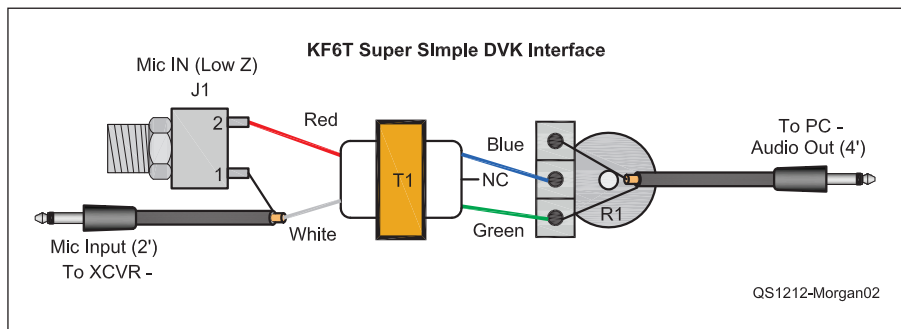 KF6T Super SImple DVK Interface
Mic IN (Low Z)
J1
2
1
Red
White
Mic Input (2')
To XCVR -
T1
Blue
NC
Green
R1
To PC -
Audio Out (4')
QS1212-Morgan02